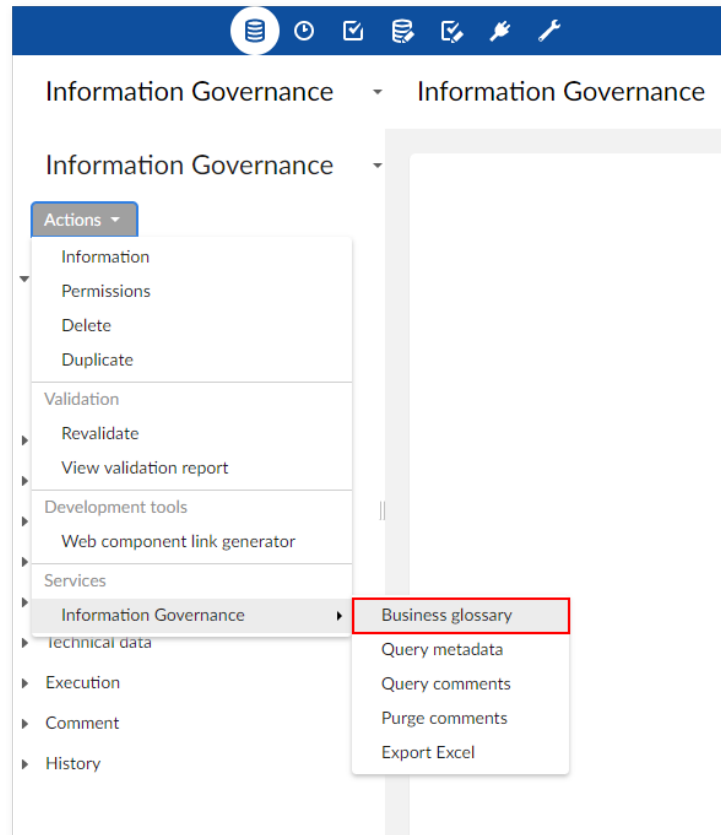 Information Governance
Information Governance
Information Governance
Actions
Information
Permissions
Delete
Duplicate
Validation
Revalidate
View validation report
Development tools
Web component link generator
Services
Information Governance
Business glossary
Technical data
Query metadata
Execution
Query comments
Comment
Purge comments
History
Export Excel